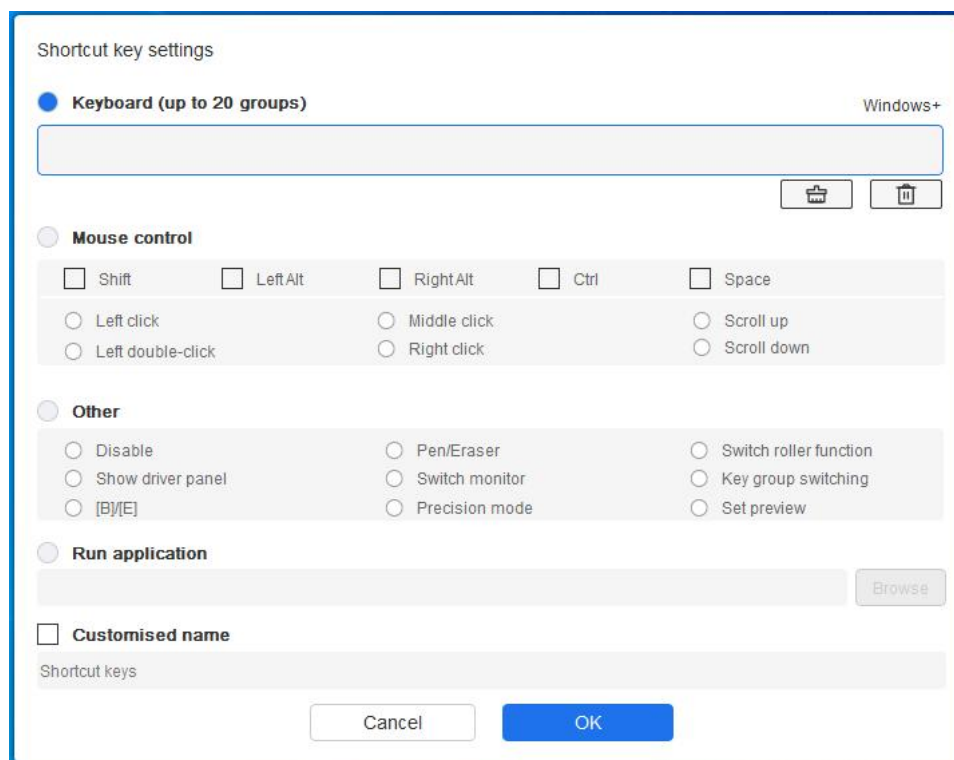 Shortcut key settings
Keyboard (up to 20 groups)
Windows+
Mouse control
Shift Left Alt Right Alt Ctrl Space
Left click Middle click Scroll up
Left double-click Right click Scroll down
Other
Disable Pen/Eraser Switch roller function
Show driver panel Switch monitor Key group switching
[B]/[E] Precision mode Set preview
Run application
Browse
Customised name
Shortcut keys
Cancel OK